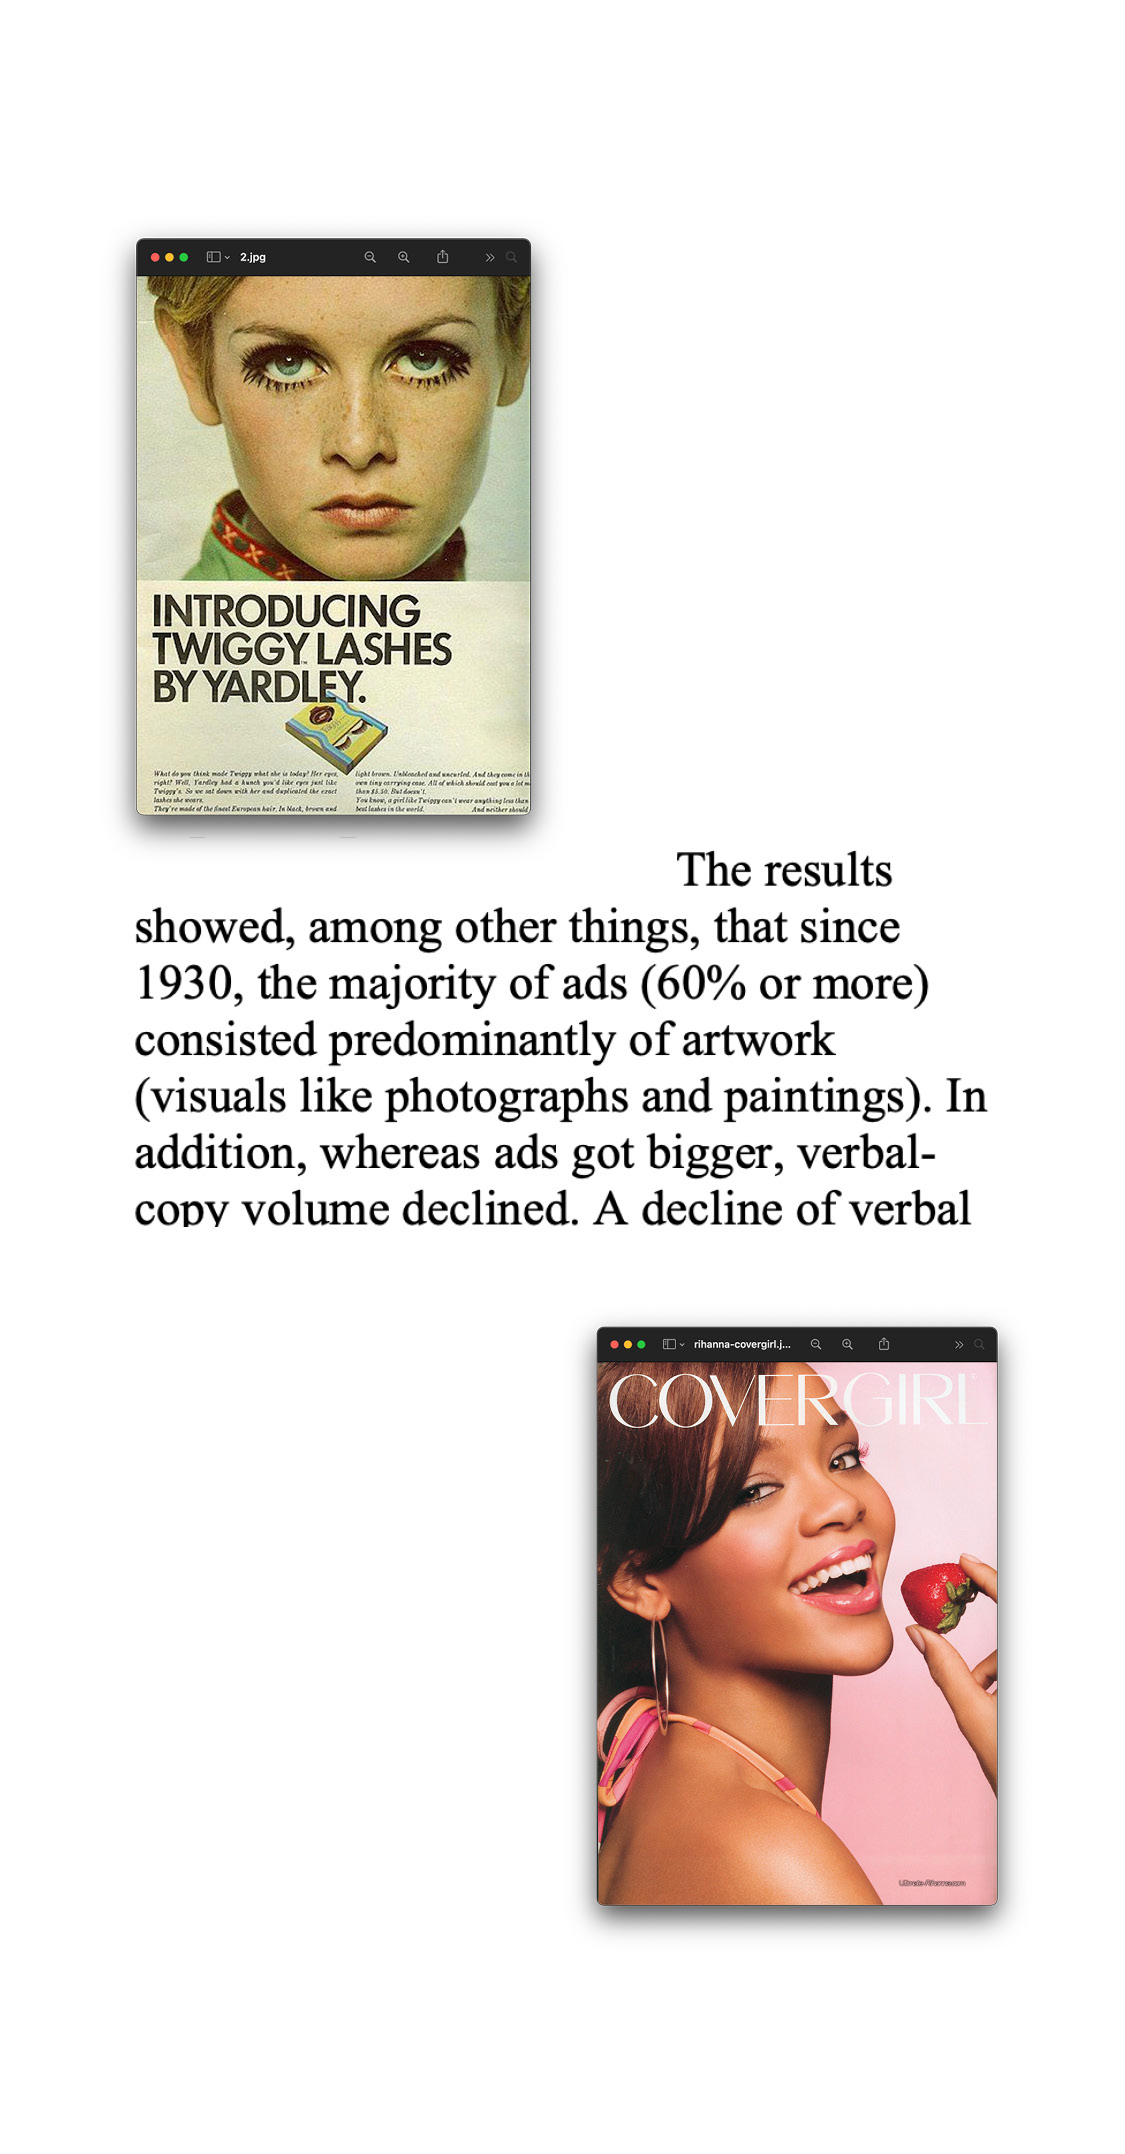 2.jpg
INTRODUCING
TWIGGY LASHES
BY YARDLEY.
What do you think made Twiggy what she is today? Her eyes,
right? Well, Yardley had a hunch you'd like eyes just like
Twiggy's. So we sat down with her and duplicated the exact
lashes she wears.
They're made of the finest European hair. In black, brown and
light brown. Unbleached and uncurled. And they come in th
own tiny carrying case. All of which should cost you a lot m
than $5.50. But doesn't.
You know, a girl like Twiggy can't wear anything less than
best lashes in the world.
And neither should
The results
showed, among other things, that since
1930, the majority of ads (60% or more)
consisted predominantly of artwork
(visuals like photographs and paintings). In
addition, whereas ads got bigger, verbal-
copy volume declined. A decline of verbal
rihanna-covergirl.j...
COVERGIRL